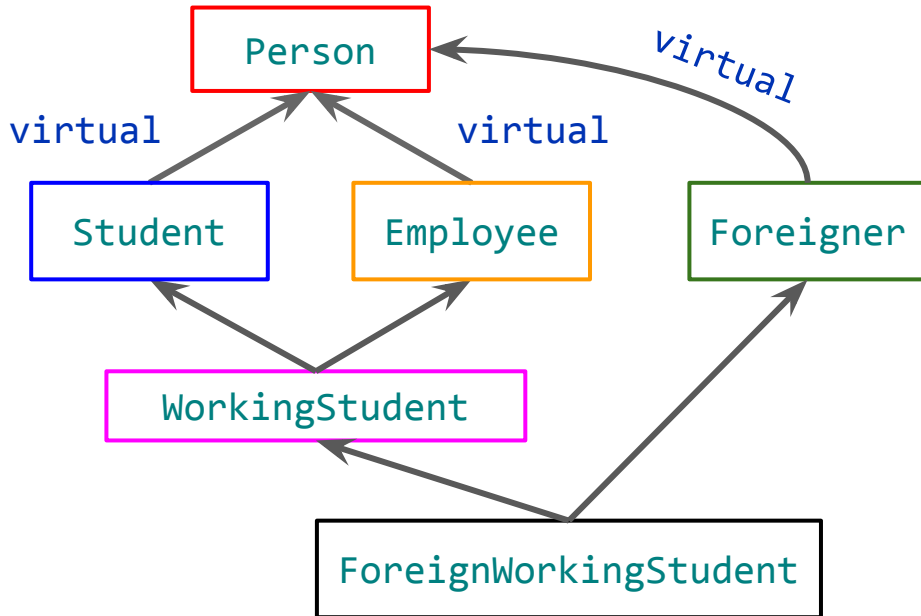 Person
virtual
virtual
virtual
Student
Employee
Foreigner
WorkingStudent
ForeignWorkingStudent